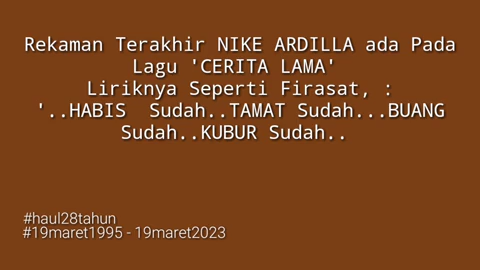 Rekaman Terakhir NIKE ARDILLA ada Pada
Lagu 'CERITA LAMA'
Liriknya Seperti Firasat, :
'..HABIS  Sudah..TAMAT Sudah...BUANG
Sudah..KUBUR Sudah..
#haul28tahun
#19maret1995 - 19maret2023